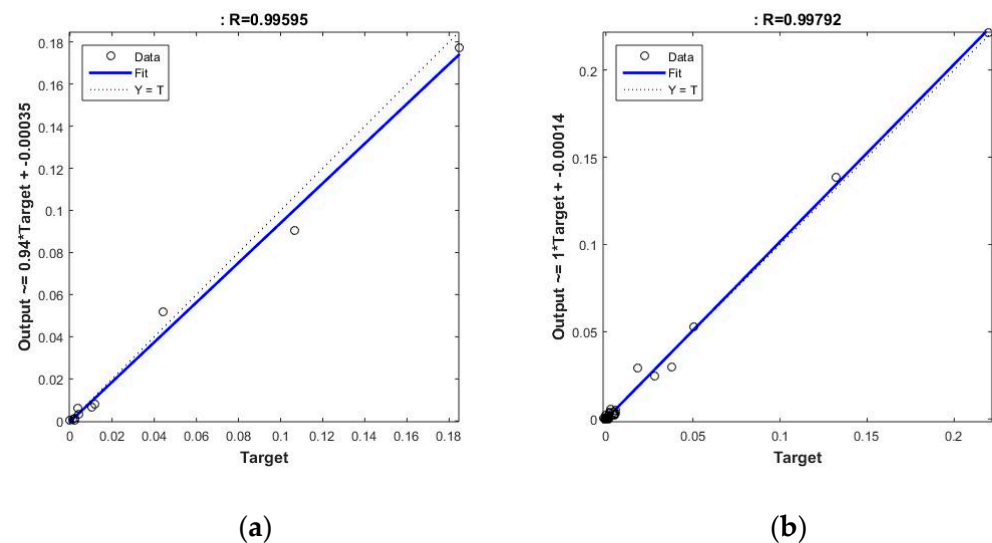 : R=0.99595
Output ~= 0.94*Target + -0.00035
Data
Fit
Y = T
0.18
0.16
0.14
0.12
0.1
0.08
0.06
0.04
0.02
0
0 0.02 0.04 0.06 0.08 0.1 0.12 0.14 0.16 0.18
Target
(a)
: R=0.99792
Output ~= 1*Target + -0.00014
Data
Fit
Y = T
0.2
0.15
0.1
0.05
0
0 0.05 0.1 0.15 0.2
Target
(b)